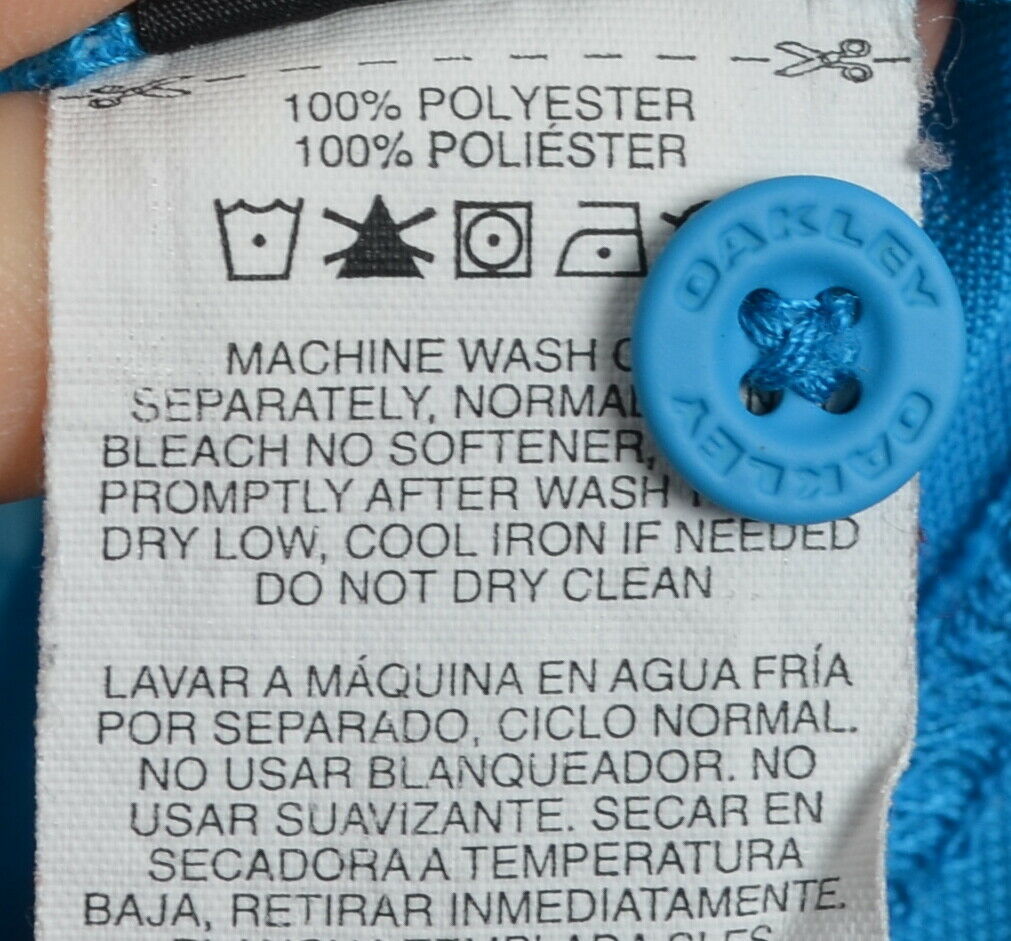 100% POLYESTER
100% POLIÉSTER
MACHINE WASH
SEPARATELY, NORMAL
BLEACH NO SOFTENER,
PROMPTLY AFTER WASH
DRY LOW, COOL IRON IF NEEDED
DO NOT DRY CLEAN
LAVAR A MÁQUINA EN AGUA FRÍA
POR SEPARADO, CICLO NORMAL.
NO USAR BLANQUEADOR. NO
USAR SUAVIZANTE. SECAR EN
SECADORA A TEMPERATURA
BAJA, RETIRAR INMEDIATAMENTE.
OAKLEY
OAKLEY